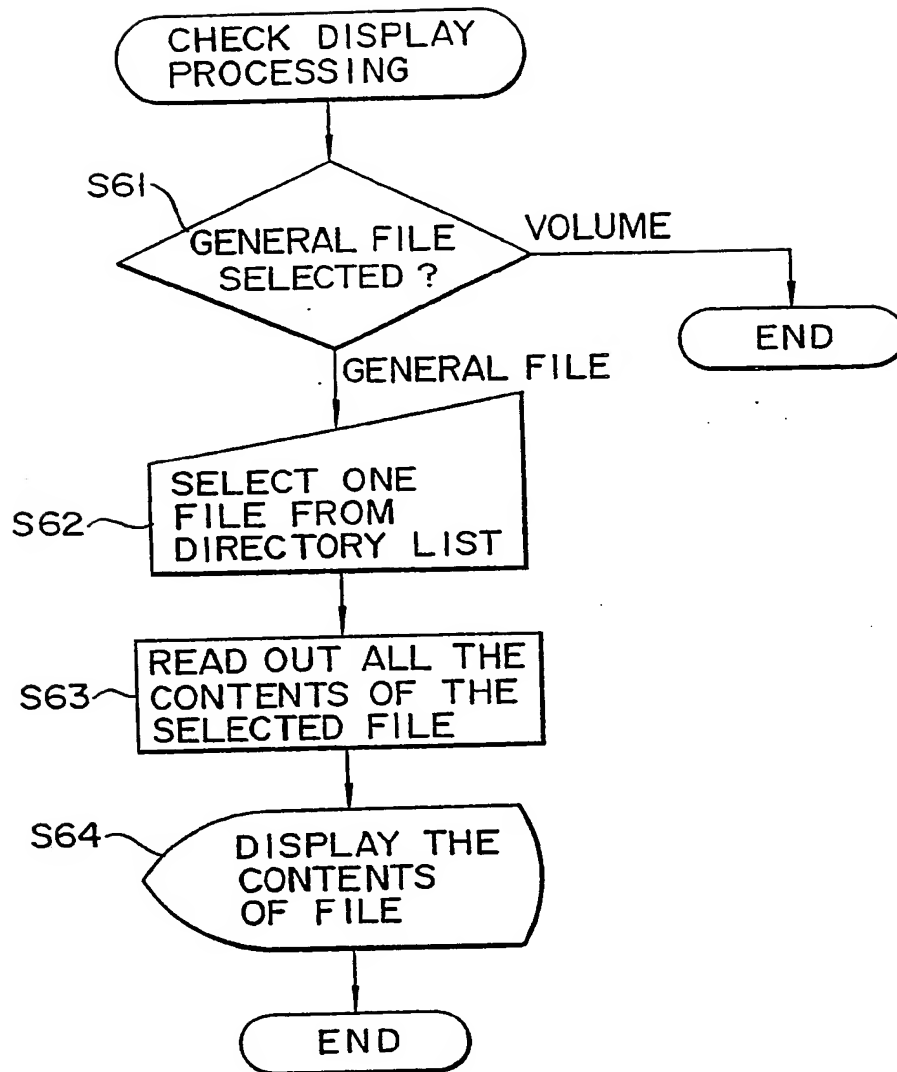 CHECK DISPLAY
PROCESSING
S61
GENERAL FILE
SELECTED ?
VOLUME
END
GENERAL FILE
S62
SELECT ONE
FILE FROM
DIRECTORY LIST
S63
READ OUT ALL THE
CONTENTS OF THE
SELECTED FILE
S64
DISPLAY THE
CONTENTS
OF FILE
END